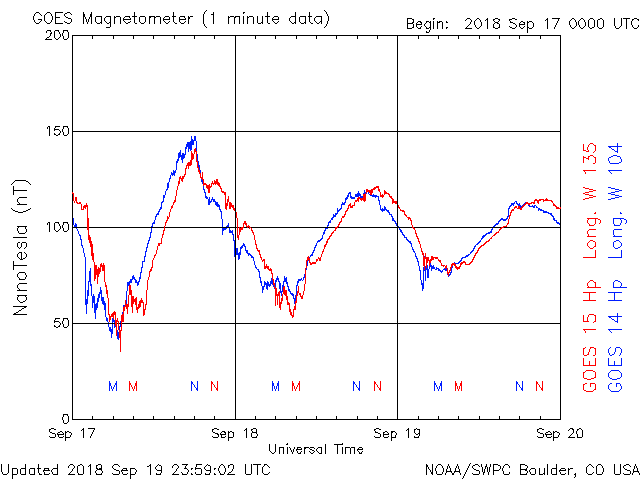 GOES Magnetometer (1 minute data)
Begin: 2018 Sep 17 0000 UTC
200
150
100
50
0
NanoTesla (nT)
M M N N M M N N M M N N
Sep 17 Sep 18 Sep 19 Sep 20
Universal Time
GOES 15 Hp Long. W 135
GOES 14 Hp Long. W 104
Updated 2018 Sep 19 23:59:02 UTC
NOAA/SWPC Boulder, CO USA